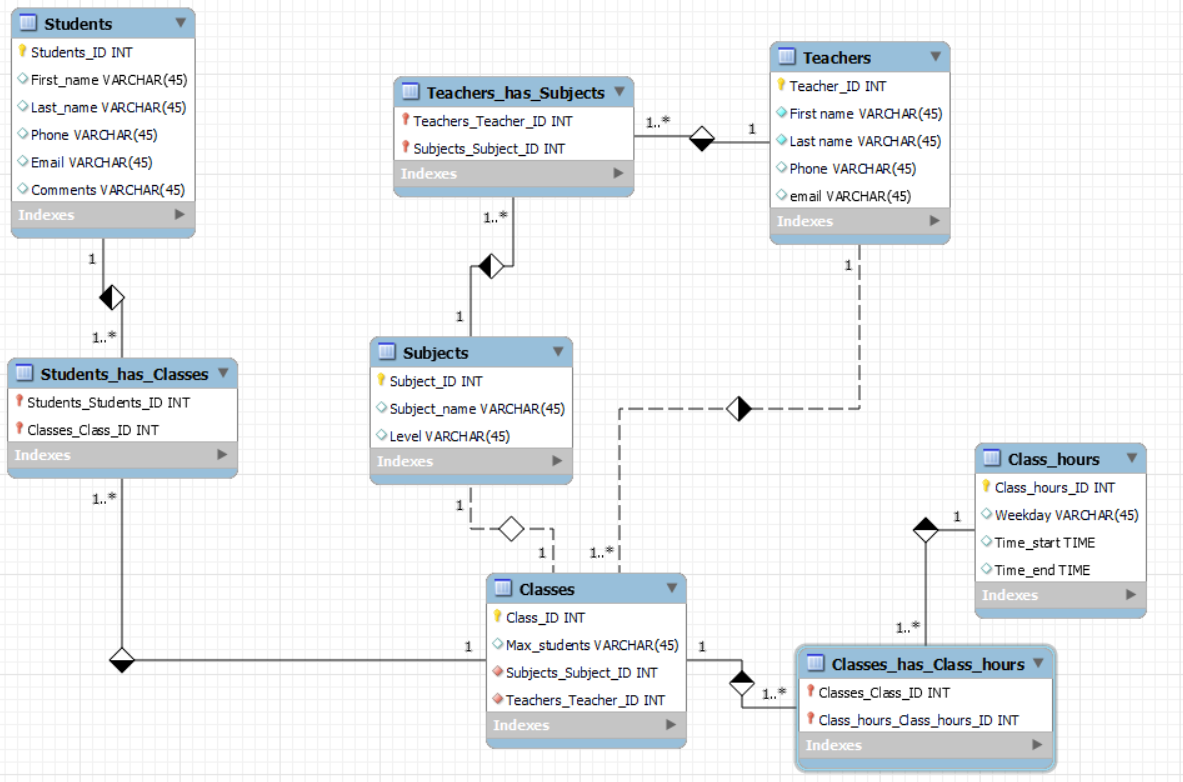 Students
Students_ID INT
First_name VARCHAR(45)
Last_name VARCHAR(45)
Phone VARCHAR(45)
Email VARCHAR(45)
Comments VARCHAR(45)
Indexes
1
1..*
Students_has_Classes
Students_Students_ID INT
Classes_Class_ID INT
Indexes
1..*
1
Teachers_has_Subjects
Teachers_Teacher_ID INT
Subjects_Subject_ID INT
Indexes
1..*
1
1..*
1
Teachers
Teacher_ID INT
First name VARCHAR(45)
Last name VARCHAR(45)
Phone VARCHAR(45)
email VARCHAR(45)
Indexes
1
1..*
Subjects
Subject_ID INT
Subject_name VARCHAR(45)
Level VARCHAR(45)
Indexes
1
1
Classes
Class_ID INT
Max_students VARCHAR(45)
Subjects_Subject_ID INT
Teachers_Teacher_ID INT
Indexes
1
1..*
Class_hours
Class_hours_ID INT
Weekday VARCHAR(45)
Time_start TIME
Time_end TIME
Indexes
1
1..*
Classes_has_Class_hours
Classes_Class_ID INT
Class_hours_Class_hours_ID INT
Indexes